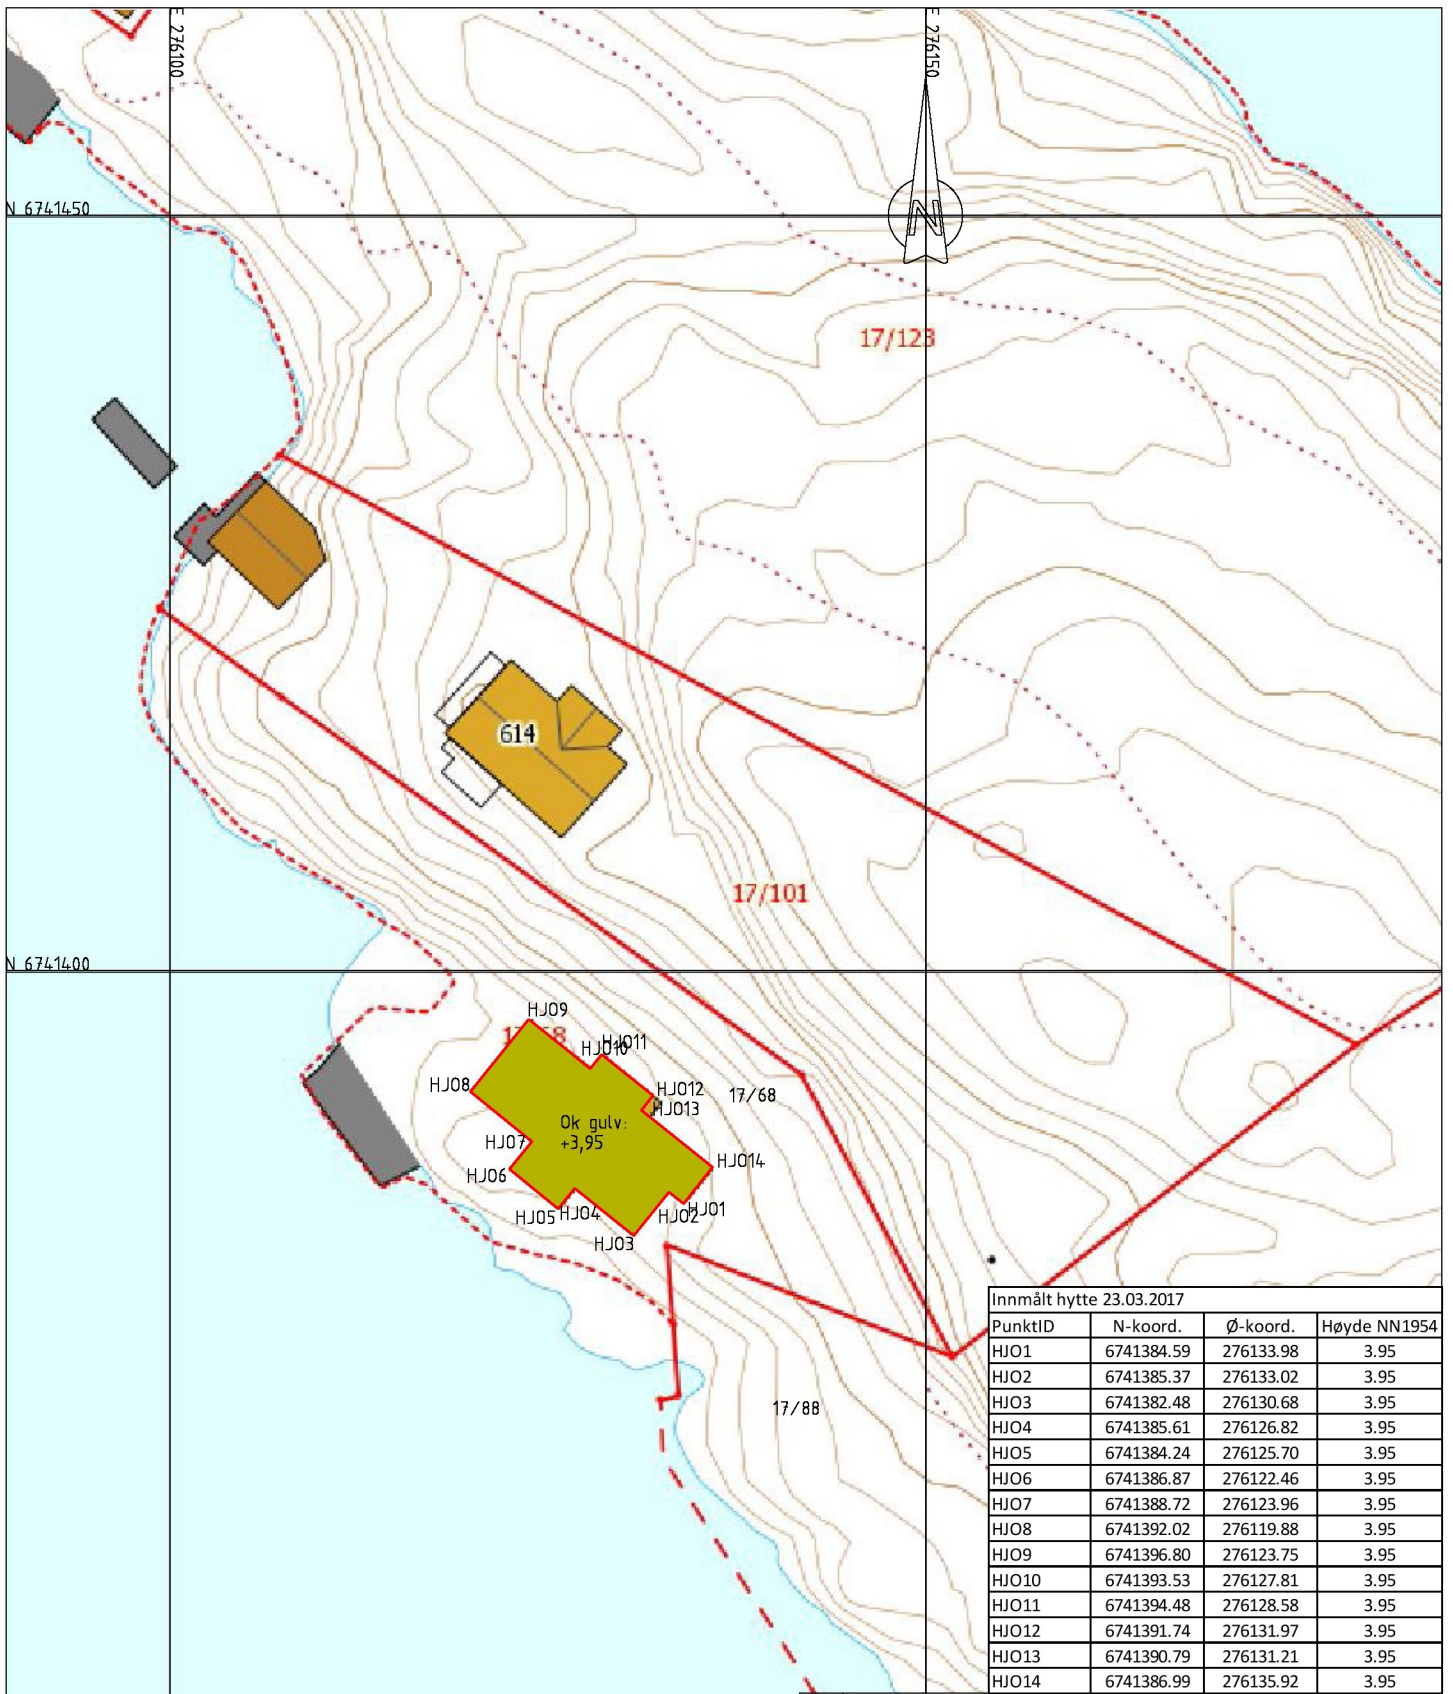 E 276100
E 276150
N 6741450
N
17/123
614
17/101
N 6741400
HJO9
HJO11
HJO10
HJO8
HJO12
17/68
HJO13
Ok gulv:
+3,95
HJO7
HJO14
HJO6
HJO5
HJO4
HJO2
HJO1
HJO3
17/88
Innmålt hytte 23.03.2017
PunktID N-koord. Ø-koord. Høyde NN1954
HJO1 6741384.59 276133.98 3.95
HJO2 6741385.37 276133.02 3.95
HJO3 6741382.48 276130.68 3.95
HJO4 6741385.61 276126.82 3.95
HJO5 6741384.24 276125.70 3.95
HJO6 6741386.87 276122.46 3.95
HJO7 6741388.72 276123.96 3.95
HJO8 6741392.02 276119.88 3.95
HJO9 6741396.80 276123.75 3.95
HJO10 6741393.53 276127.81 3.95
HJO11 6741394.48 276128.58 3.95
HJO12 6741391.74 276131.97 3.95
HJO13 6741390.79 276131.21 3.95
HJO14 6741386.99 276135.92 3.95